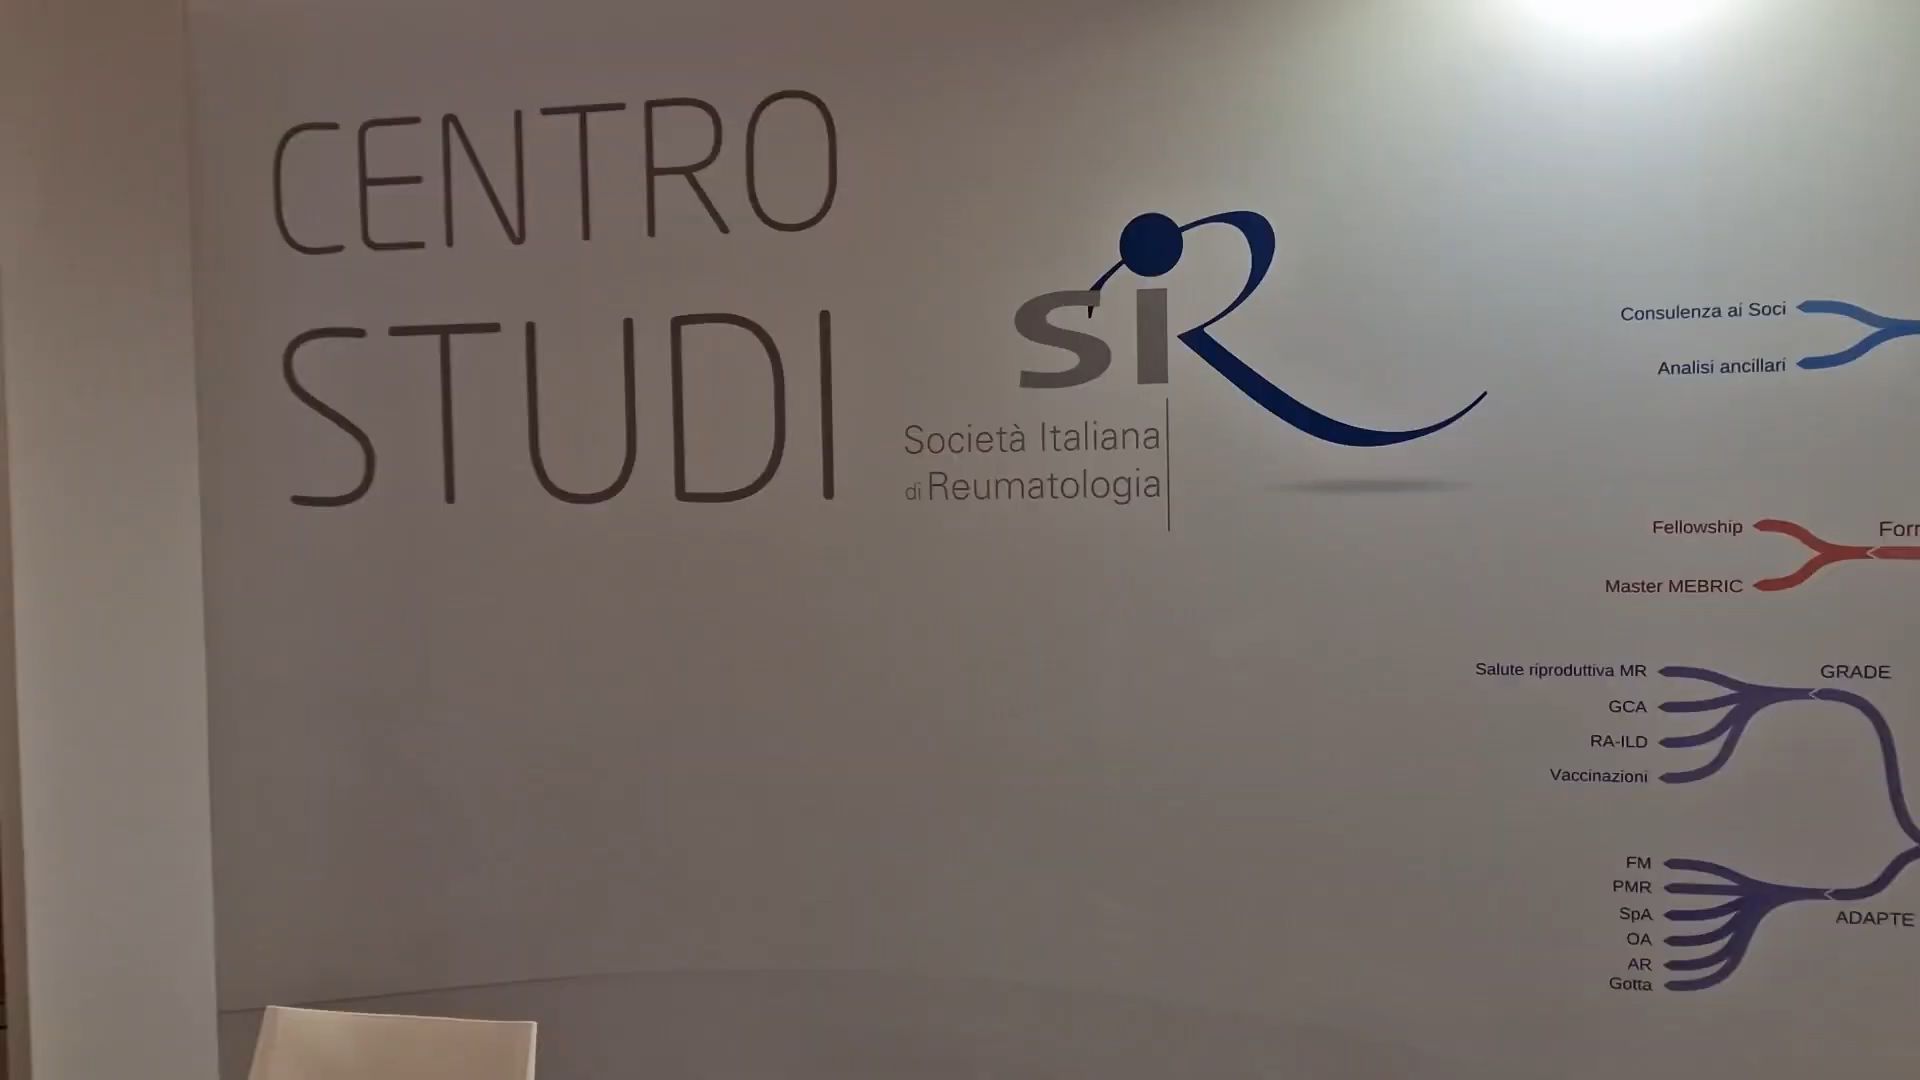 CENTRO
STUDI
SiR
Società Italiana
di Reumatologia
Consulenza ai Soci
Analisi ancillari
Fellowship
Master MEBRIC
Salute riproduttiva MR
GRADE
GCA
RA-ILD
Vaccinazioni
FM
PMR
SpA
OA
AR
Gotta
ADAPTE